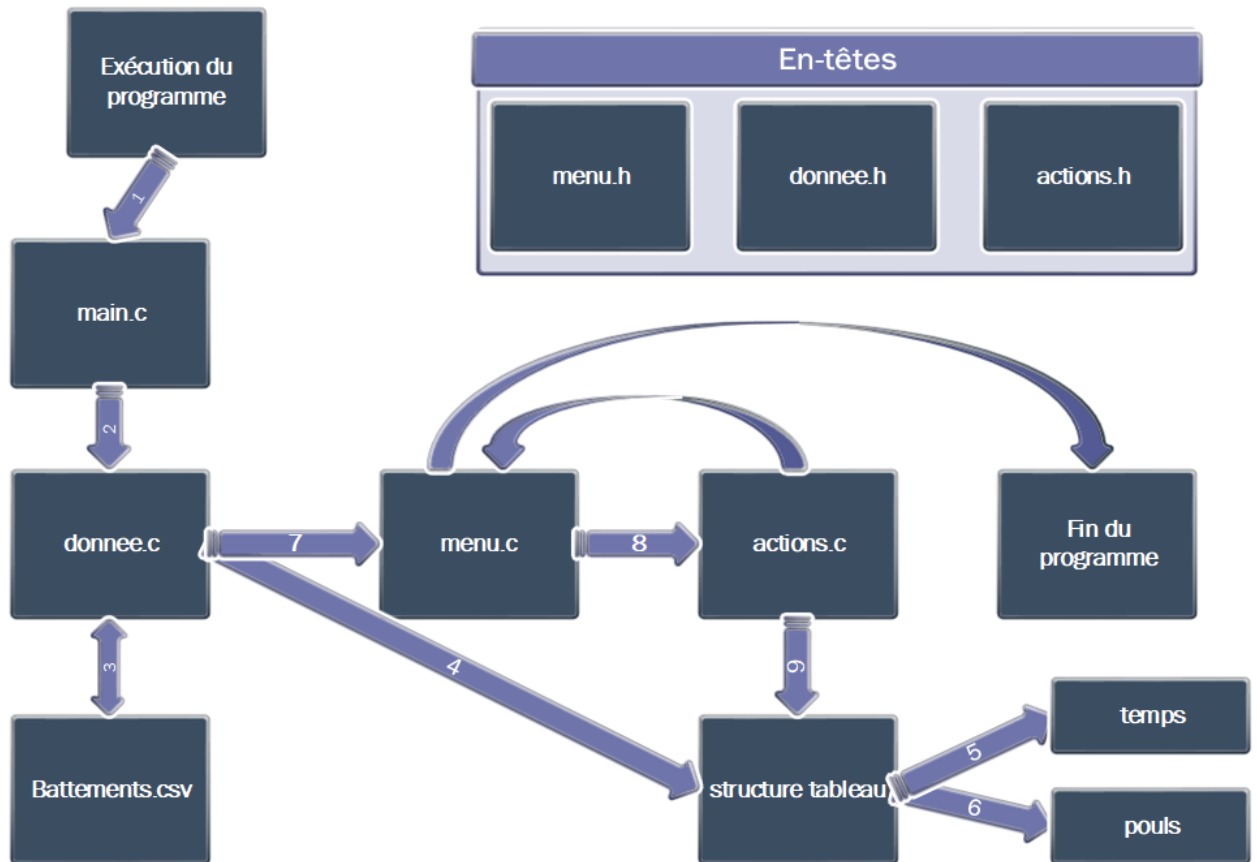 Exécution du
programme
En-têtes
menu.h
donnee.h
actions.h
1
main.c
2
donnee.c
7
menu.c
8
actions.c
Fin du
programme
3
4
9
Battements.csv
structure tableau
5
temps
6
pouls